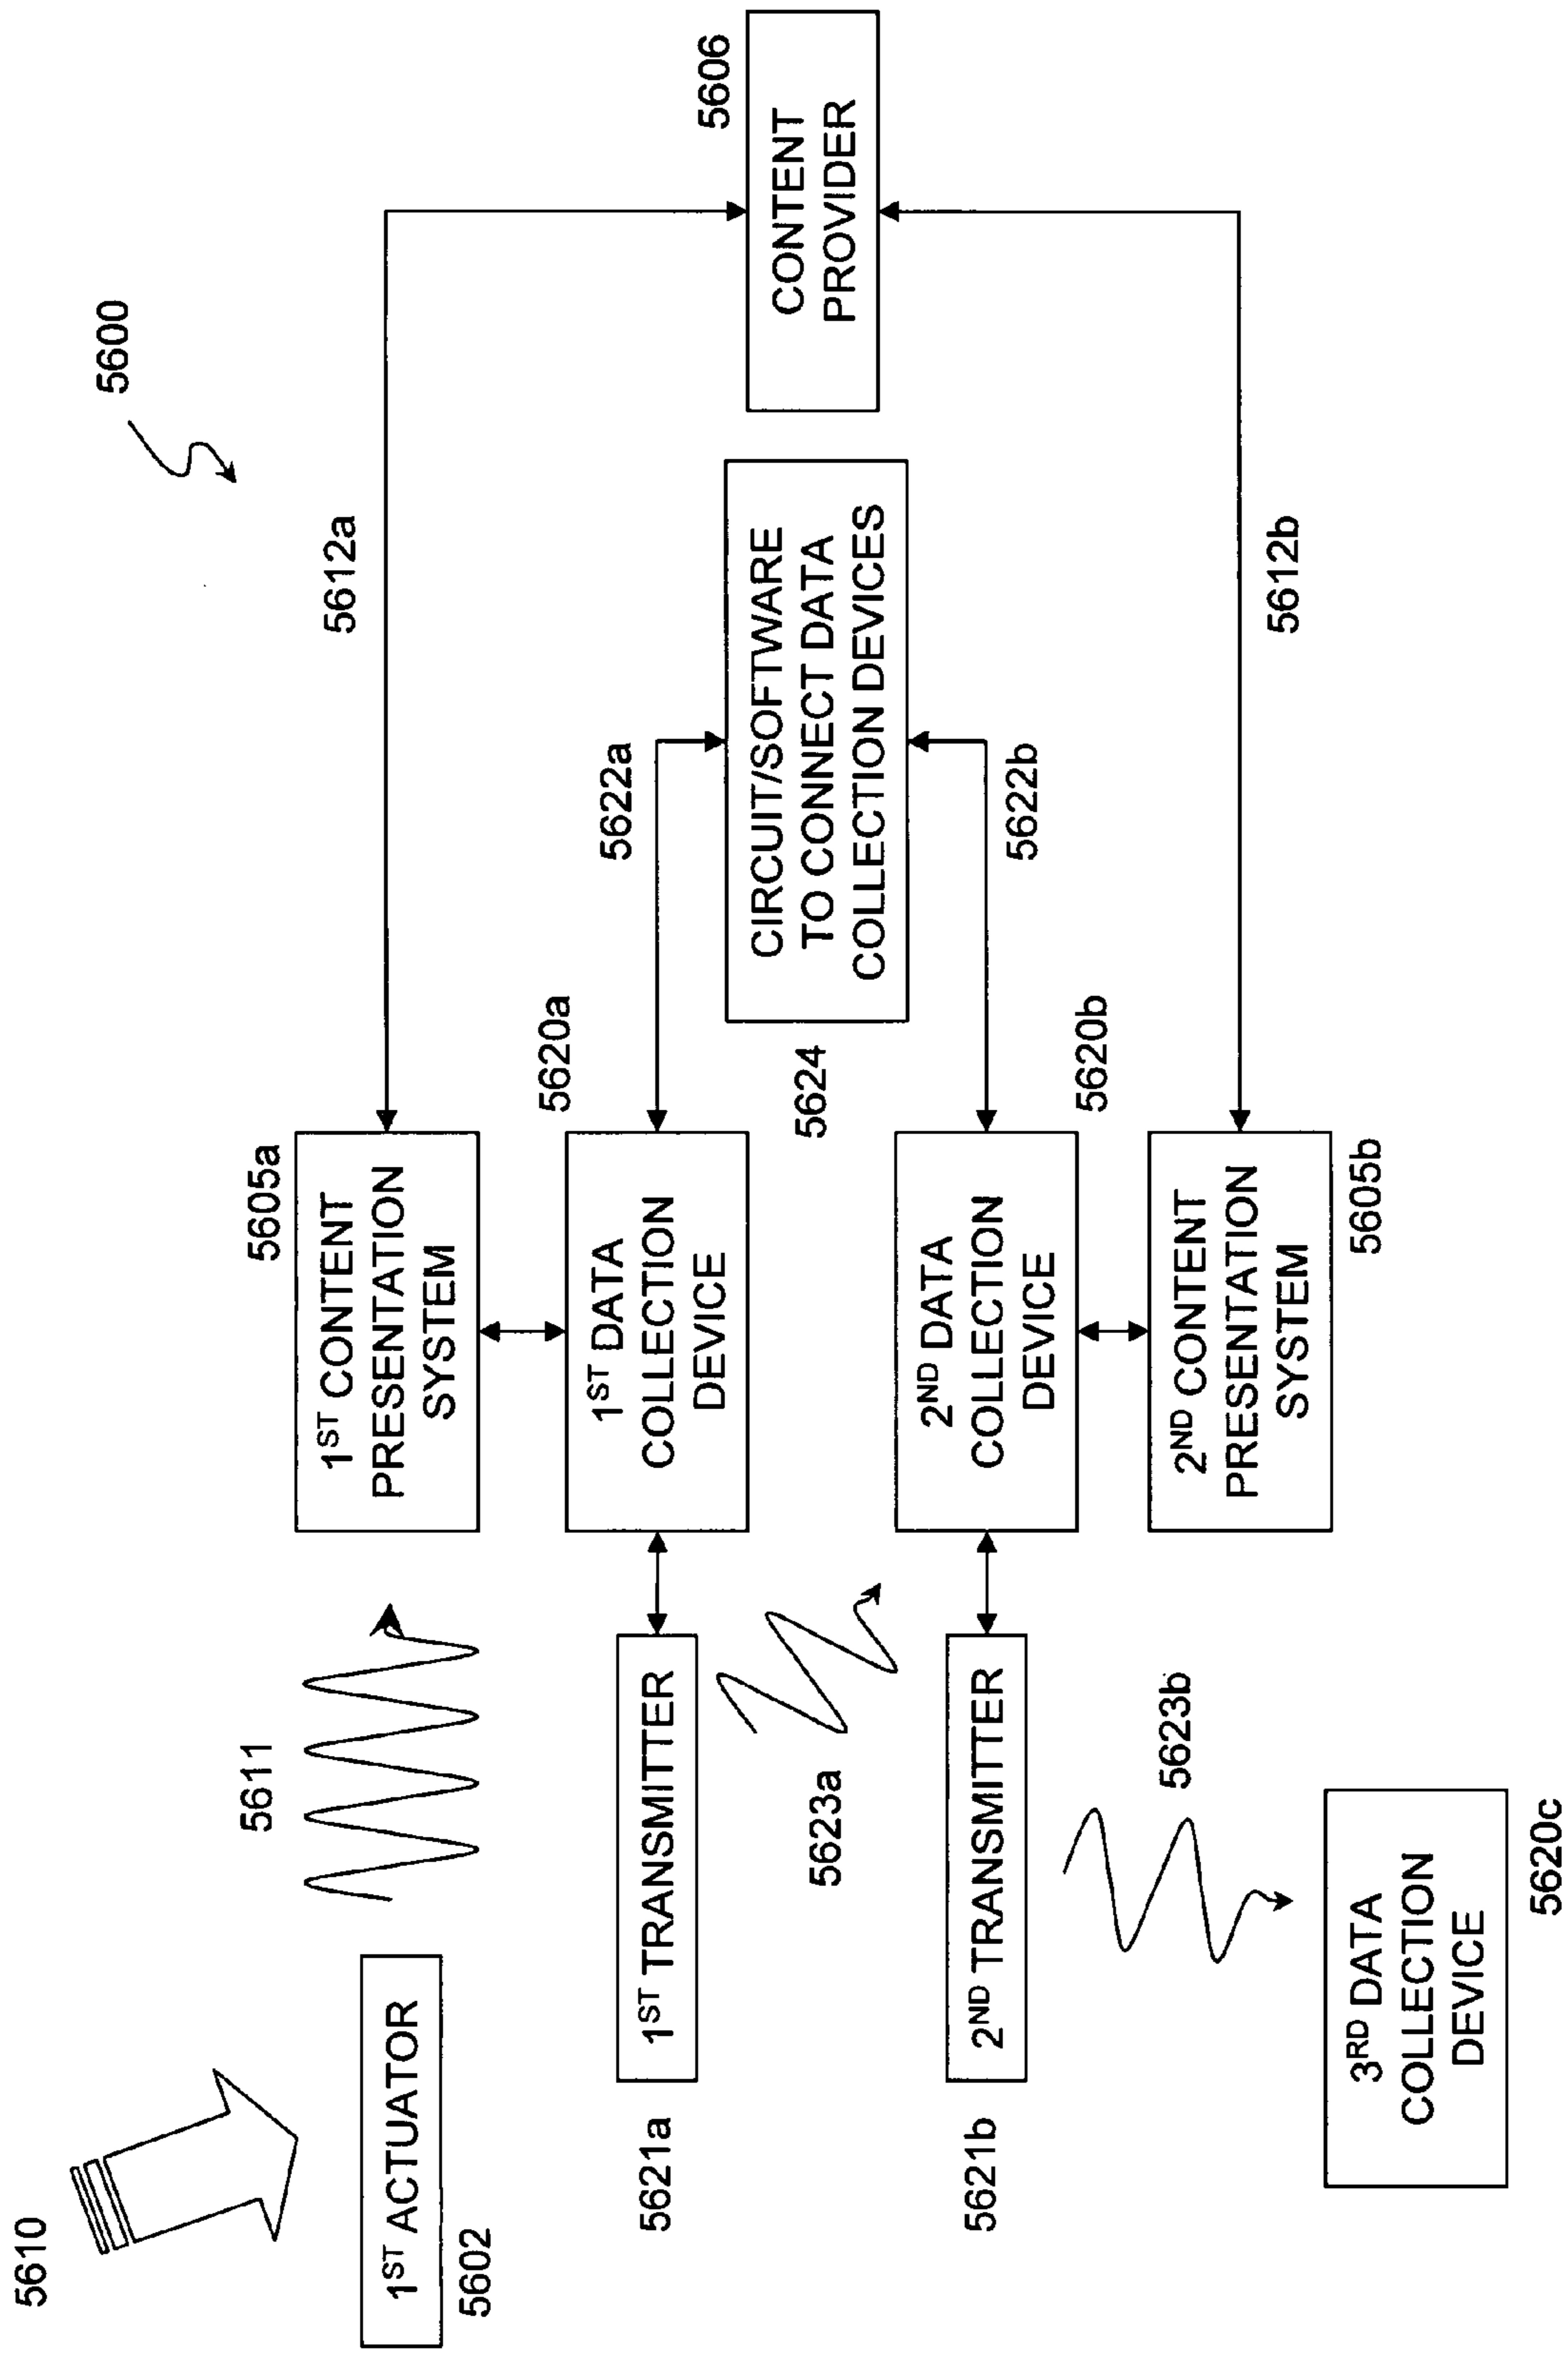 5600
5610
5611
5605a
5612a
1ST ACTUATOR
5602
1ST CONTENT
PRESENTATION
SYSTEM
5620a
5622a
5621a
1ST TRANSMITTER
1ST DATA
COLLECTION
DEVICE
5606
CONTENT
PROVIDER
CIRCUIT/SOFTWARE
TO CONNECT DATA
COLLECTION DEVICES
5623a
5624
5621b
2ND TRANSMITTER
2ND DATA
COLLECTION
DEVICE
5622b
5620b
5623b
2ND CONTENT
PRESENTATION
SYSTEM
5612b
5605b
3RD DATA
COLLECTION
DEVICE
5620c